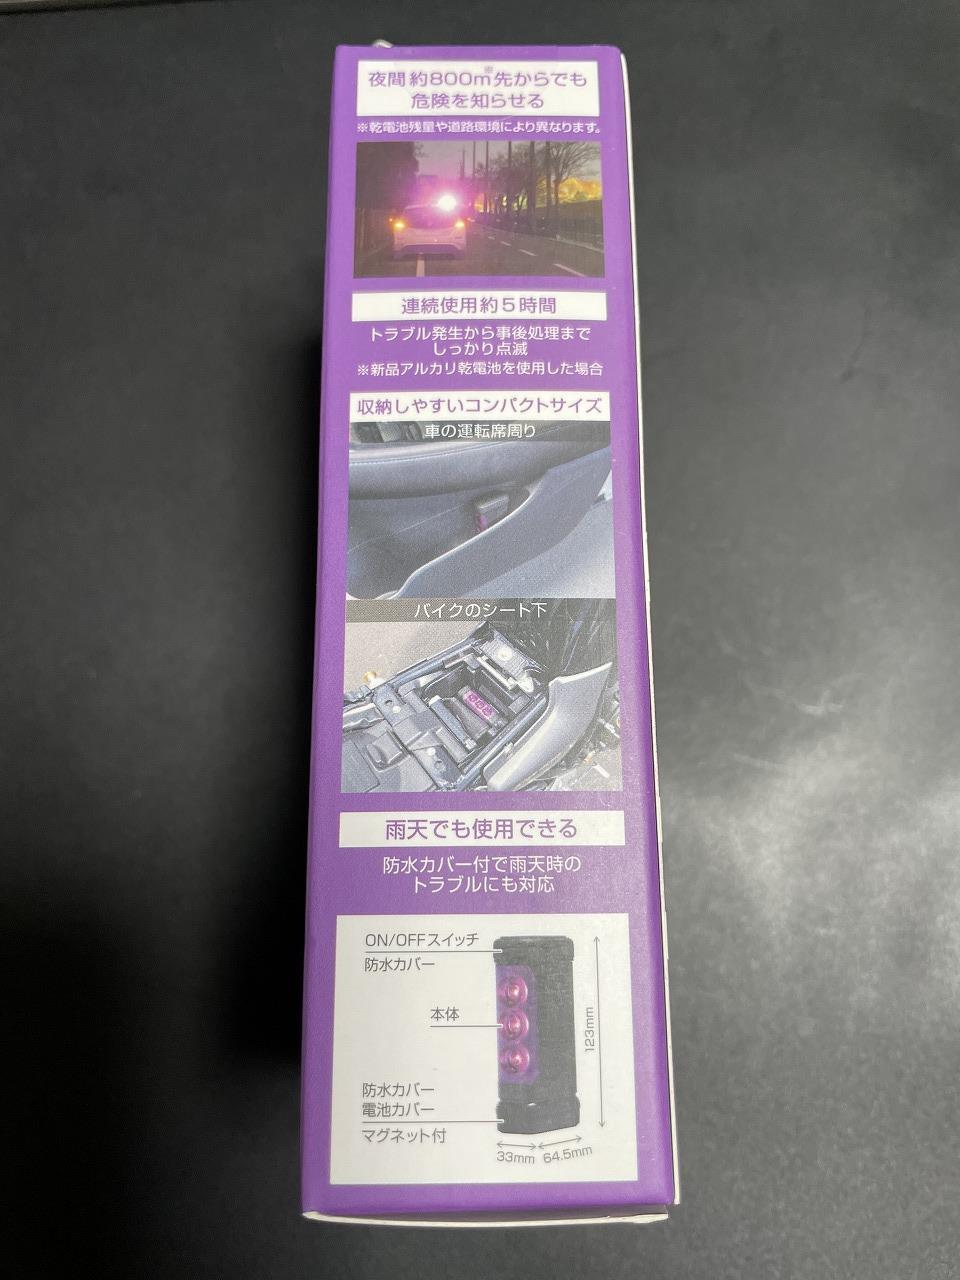 夜間約800m※先からでも
危険を知らせる
※乾電池残量や道路環境により異なります。
連続使用約5時間
トラブル発生から事後処理まで
しっかり点滅
※新品アルカリ乾電池を使用した場合
収納しやすいコンパクトサイズ
車の運転席周り
バイクのシート下
雨天でも使用できる
防水カバー付で雨天時の
トラブルにも対応
ON/OFFスイッチ
防水カバー
本体
防水カバー
電池カバー
マグネット付
123mm
33mm 64.5mm